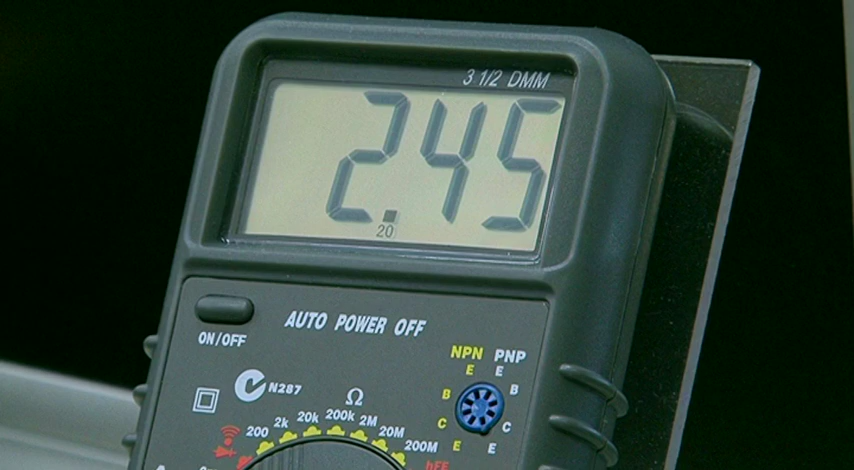 3 1/2 DMM
2.45
20
ON/OFF
AUTO POWER OFF
NPN PNP
E E
B B
C C
E E
N287
Ω
200 2k 20k 200k 2M 20M 200M
hFE